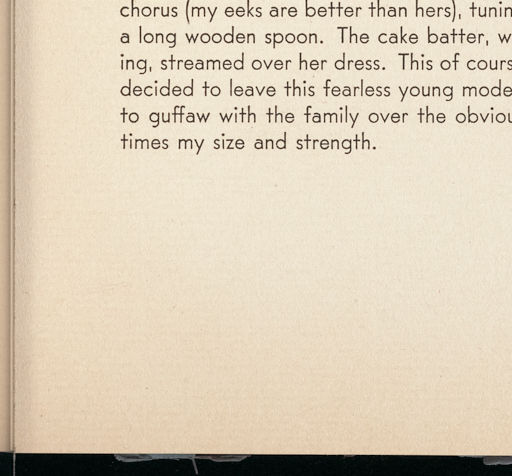 chorus (my eeks are better than hers), tunin
a long wooden spoon. The cake batter, w
ing, streamed over her dress. This of cours
decided to leave this fearless young mode
to guffaw with the family over the obviou
times my size and strength.